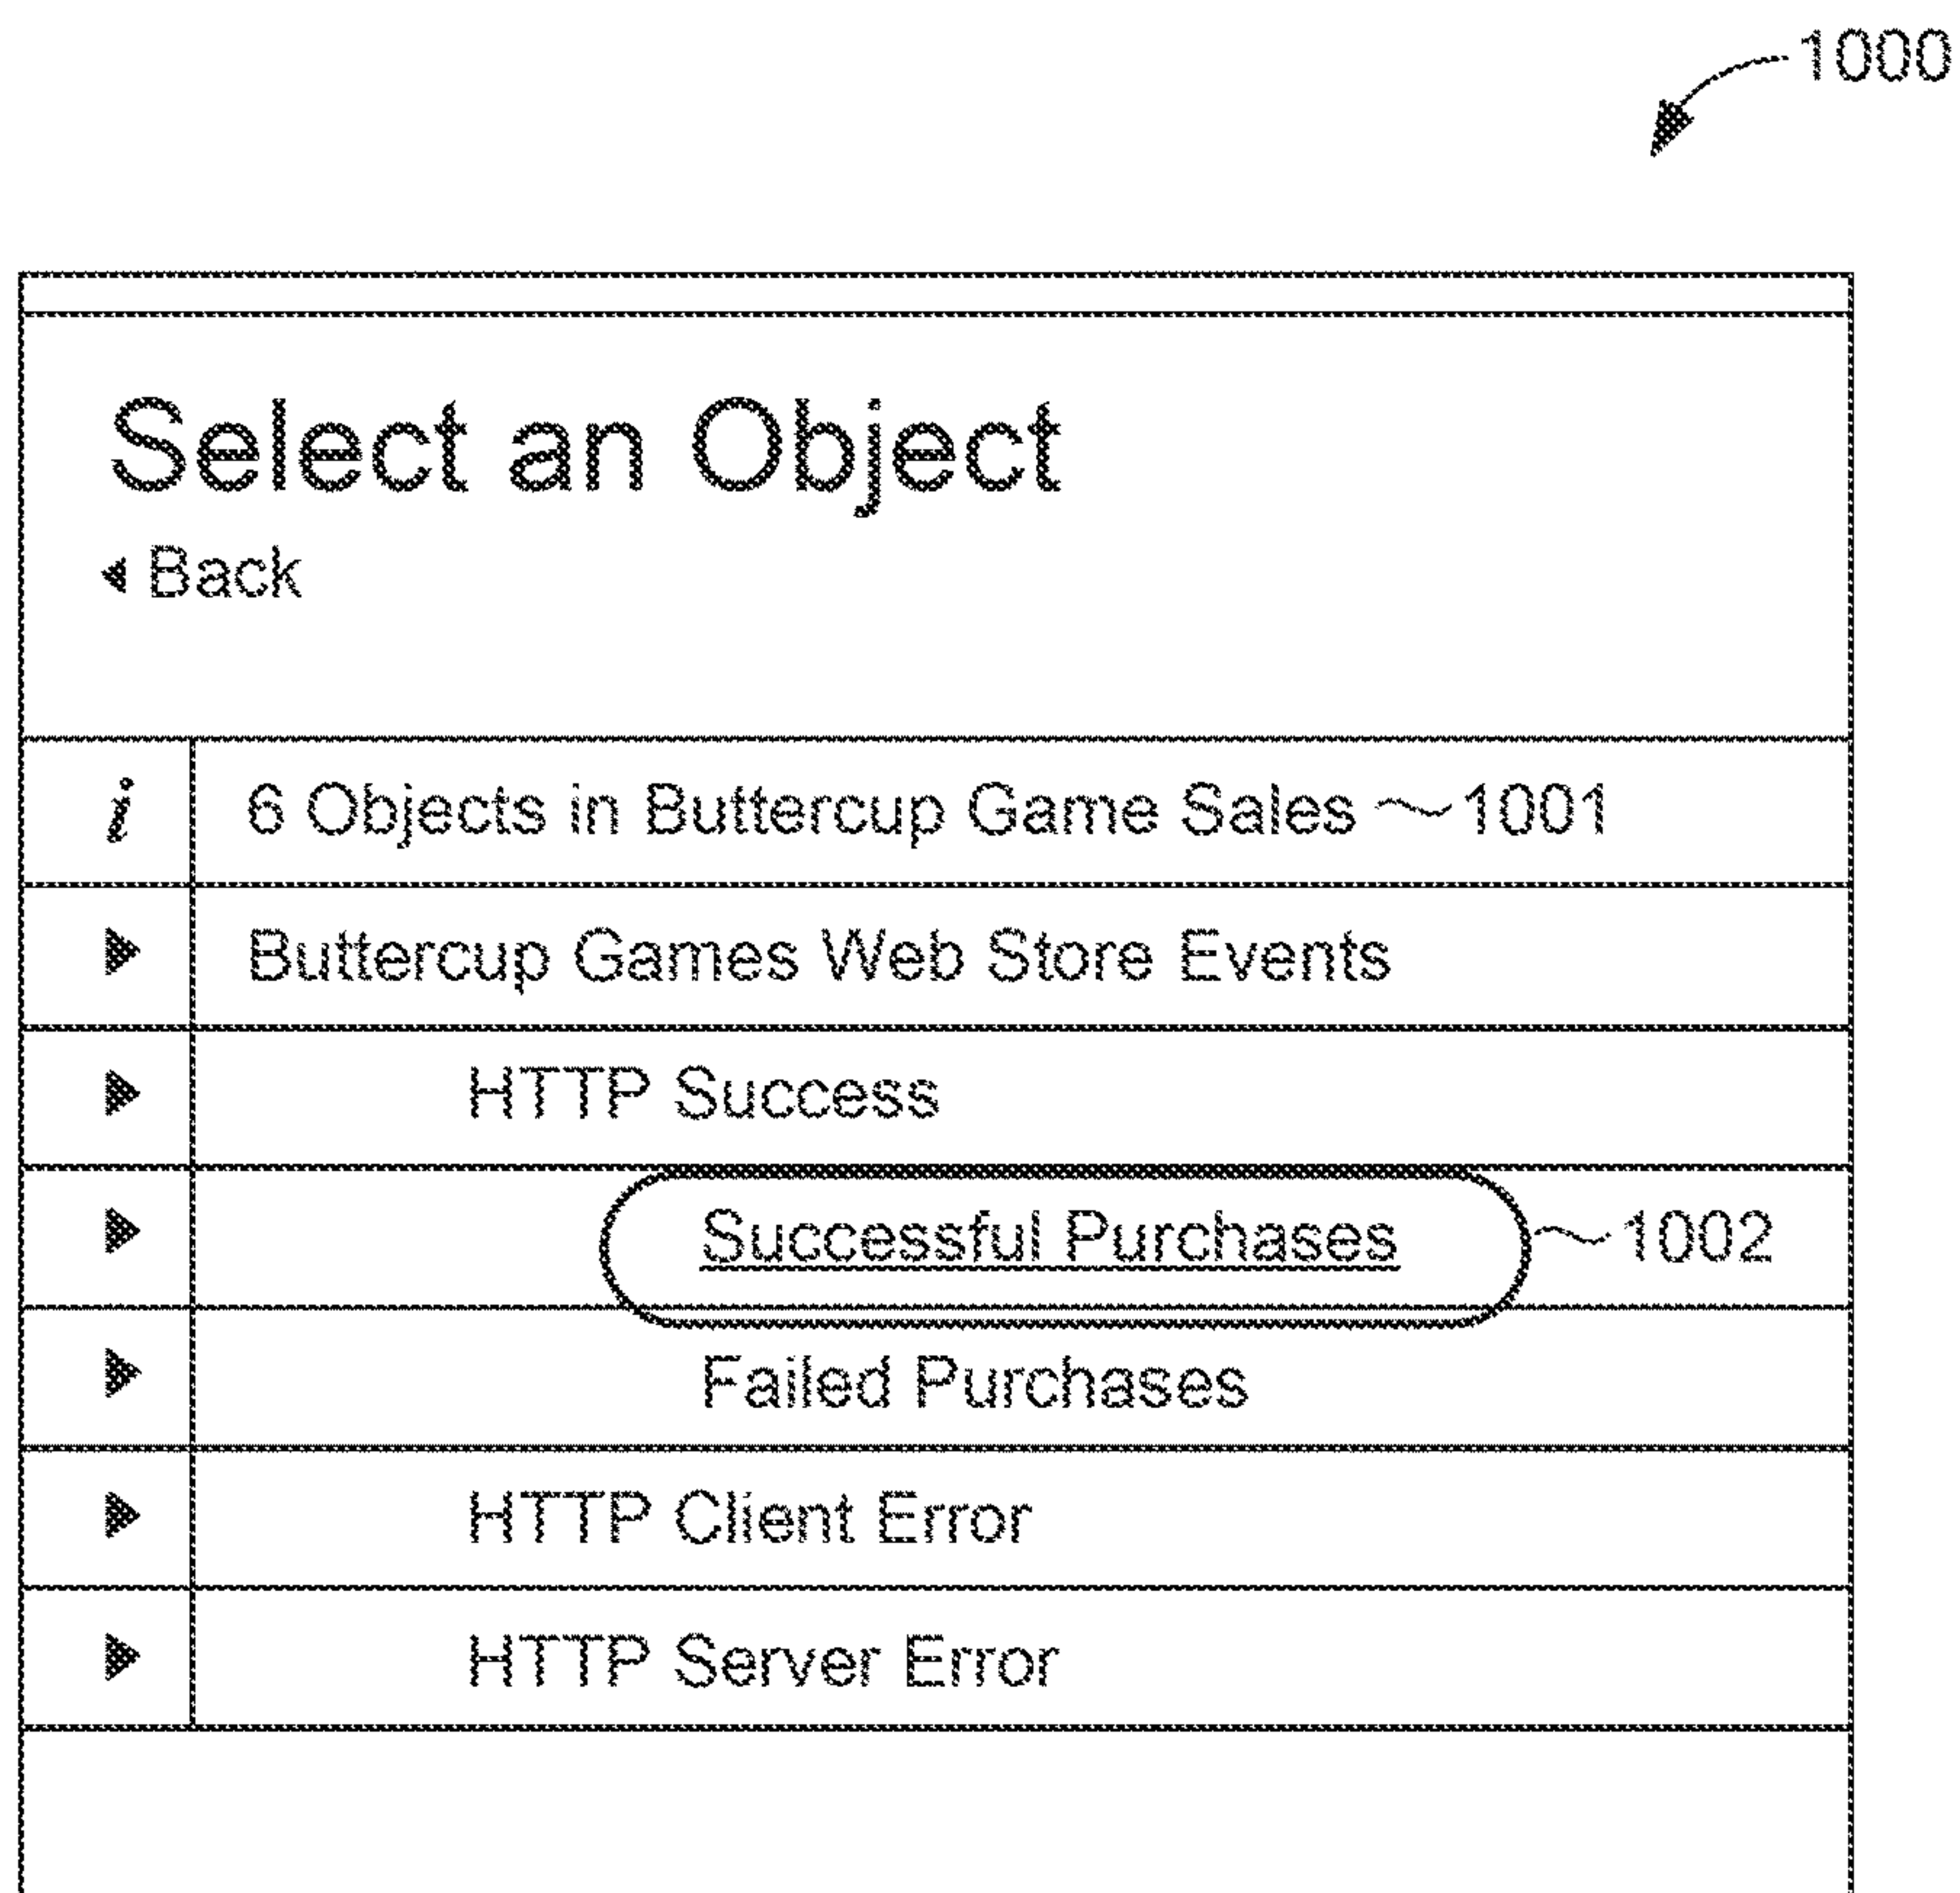 1000
Select an Object
Back
i 6 Objects in Buttercup Game Sales 1001
Buttercup Games Web Store Events
HTTP Success
Successful Purchases 1002
Failed Purchases
HTTP Client Error
HTTP Server Error